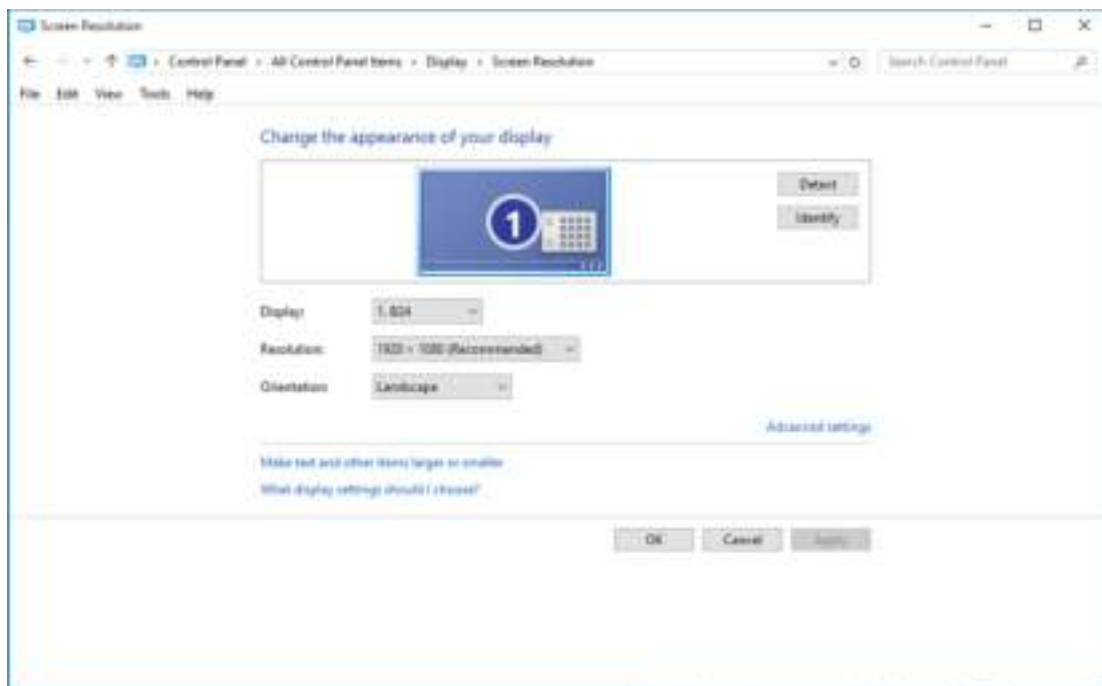 Screen Resolution
Control Panel > All Control Panel Items > Display > Screen Resolution
Search Control Panel
File Edit View Tools Help
Change the appearance of your display
1
Detect
Identify
Display:
Resolution: 1920 × 1080 (Recommended)
Orientation: Landscape
Advanced settings
Make text and other items larger or smaller
What display settings should I choose?
OK Cancel Apply